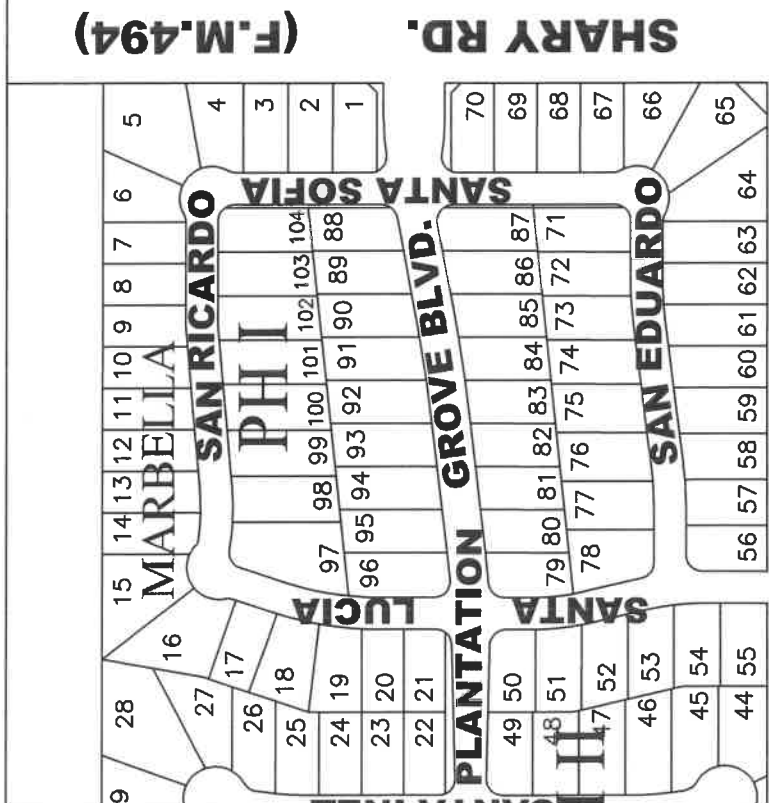 SHARY RD. (F.M.494)
5 4 3 2 1 70 69 68 67 66 65
6 SANTA SOFIA 64
7 104 88 87 71 63
8 103 89 86 72 62
9 102 90 85 73 61
10 101 91 84 74 60
11 100 92 83 75 59
12 99 93 82 76 58
13 98 94 81 77 57
14 95 80 56
15 97 96 79 78
SAN RICARDO
MARBELLA
PH I
PLANTATION GROVE BLVD.
SAN EDUARDO
SANTA LUCIA
16 17 18 19 20 21 50 51 52 53 54 55
28 27 26 25 24 23 22 49 48 47 46 45 44